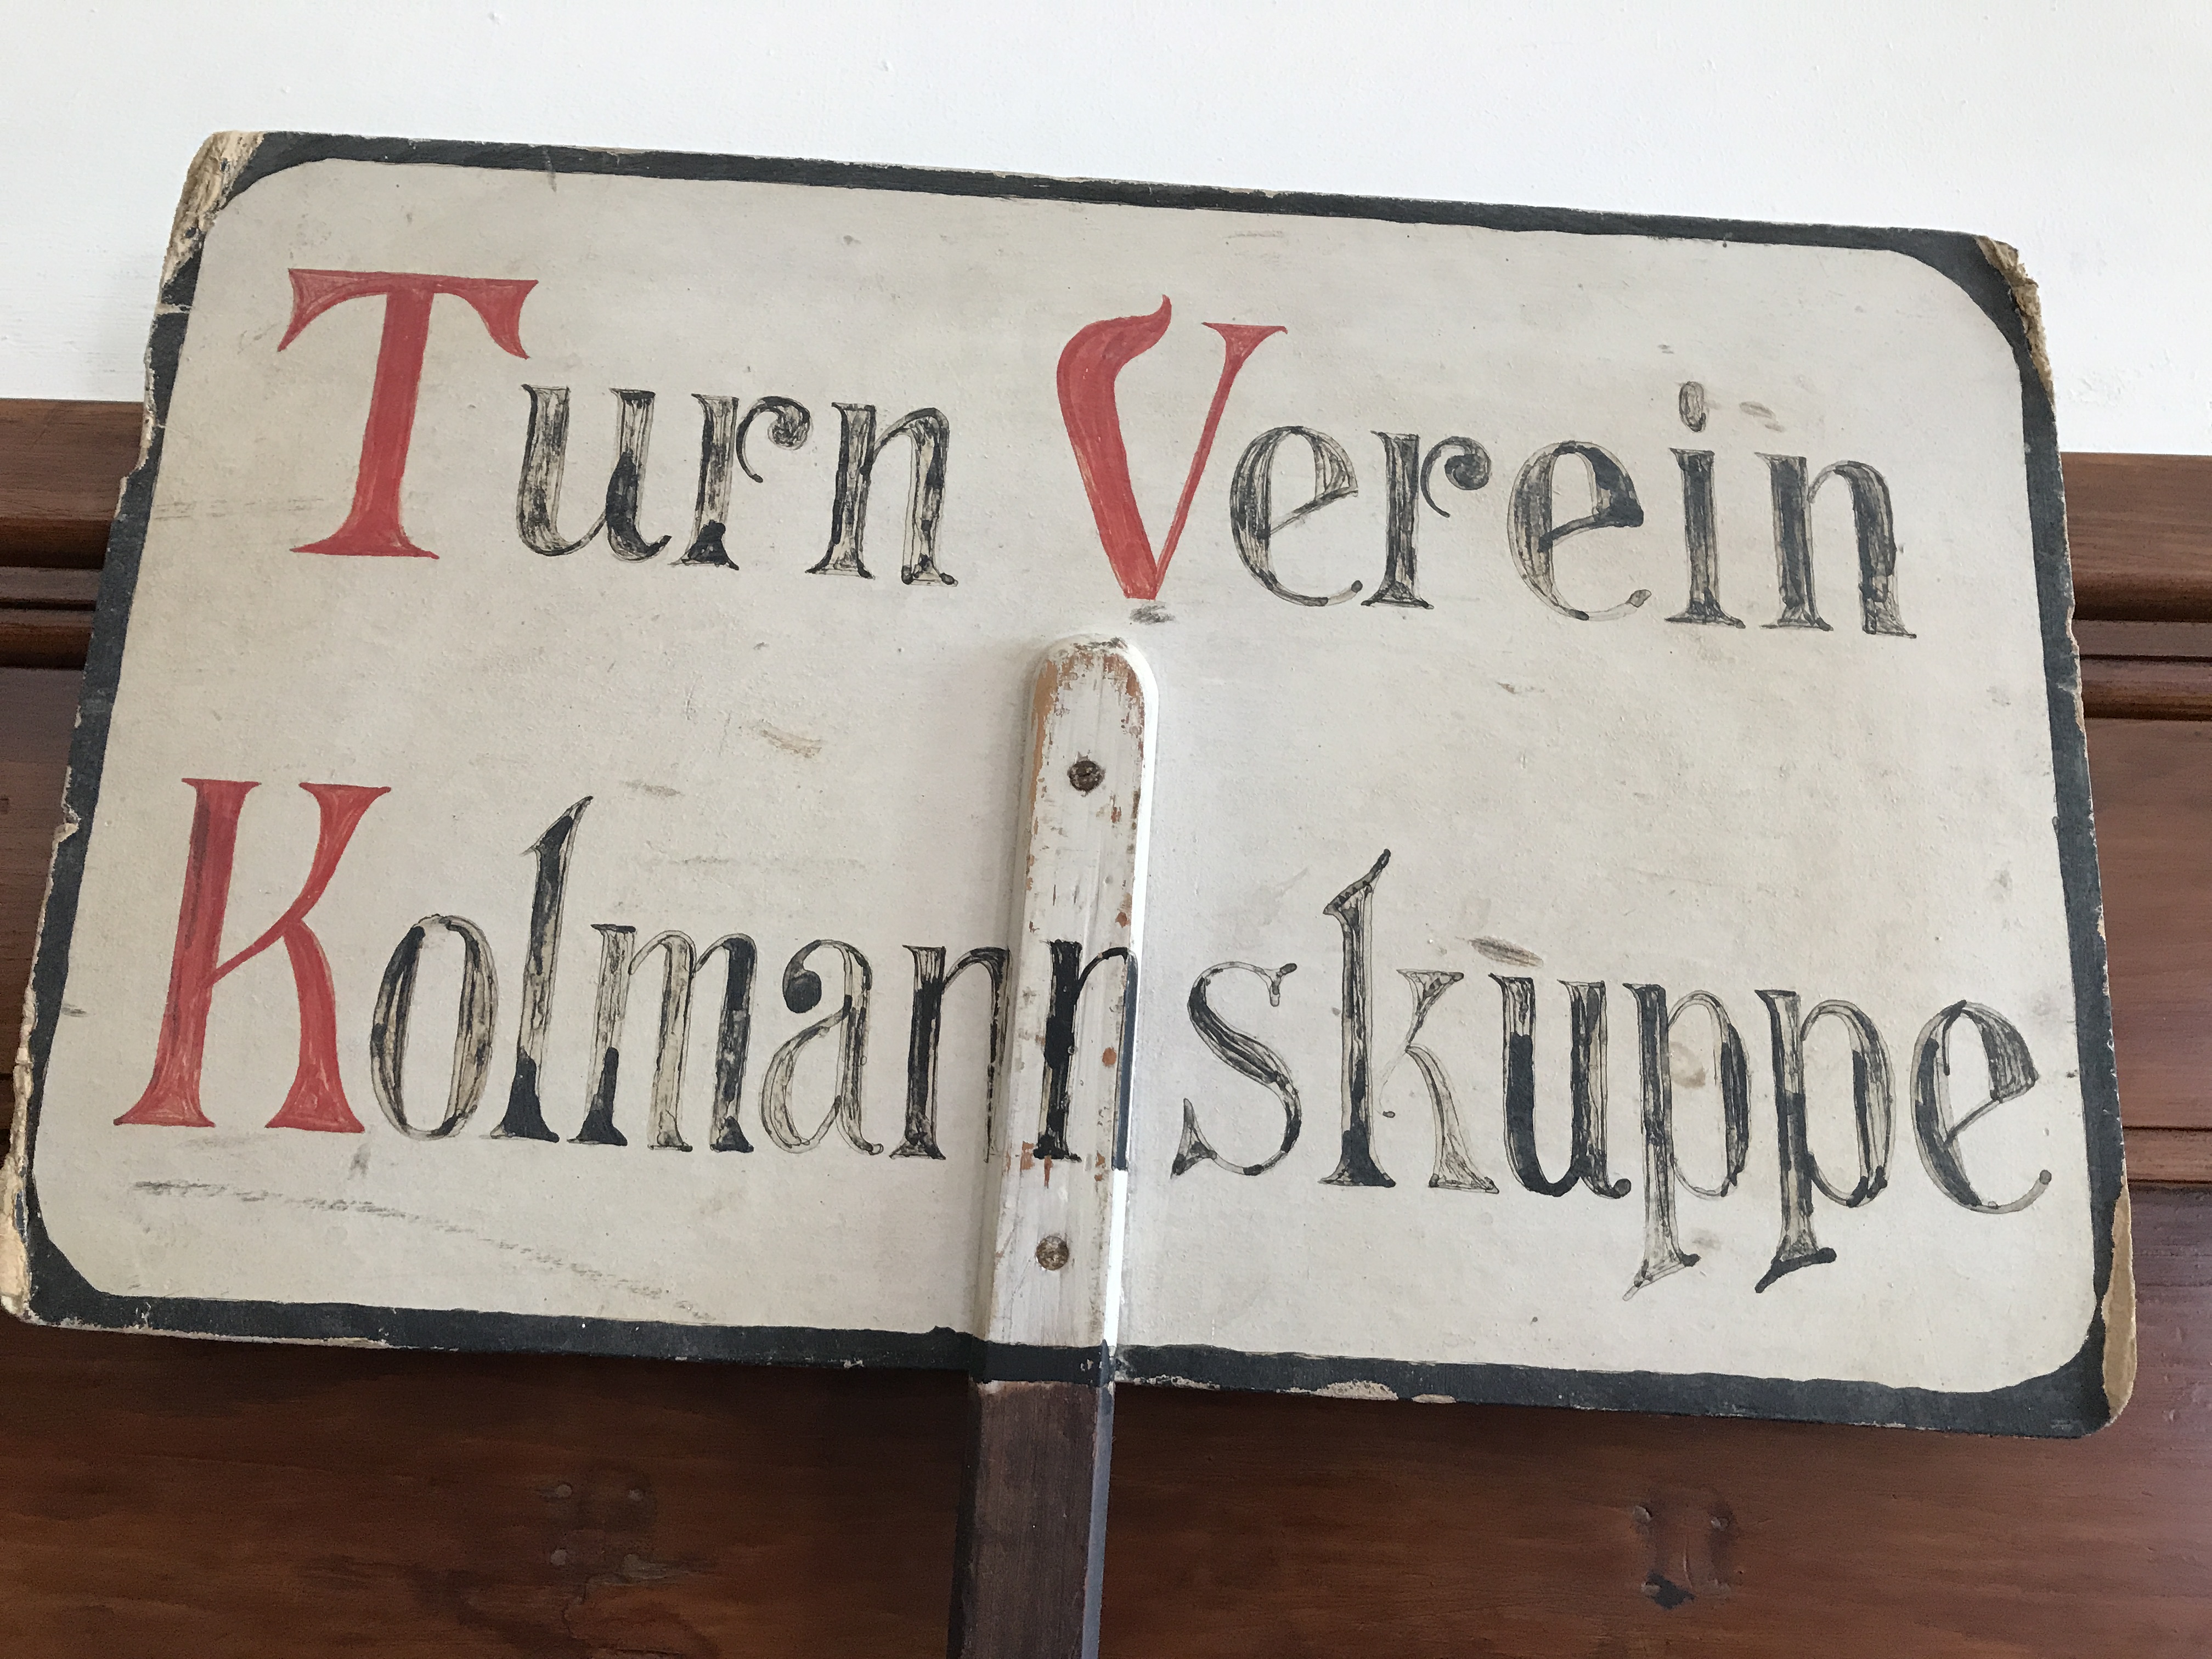 Turn Verein
Kolmannskuppe